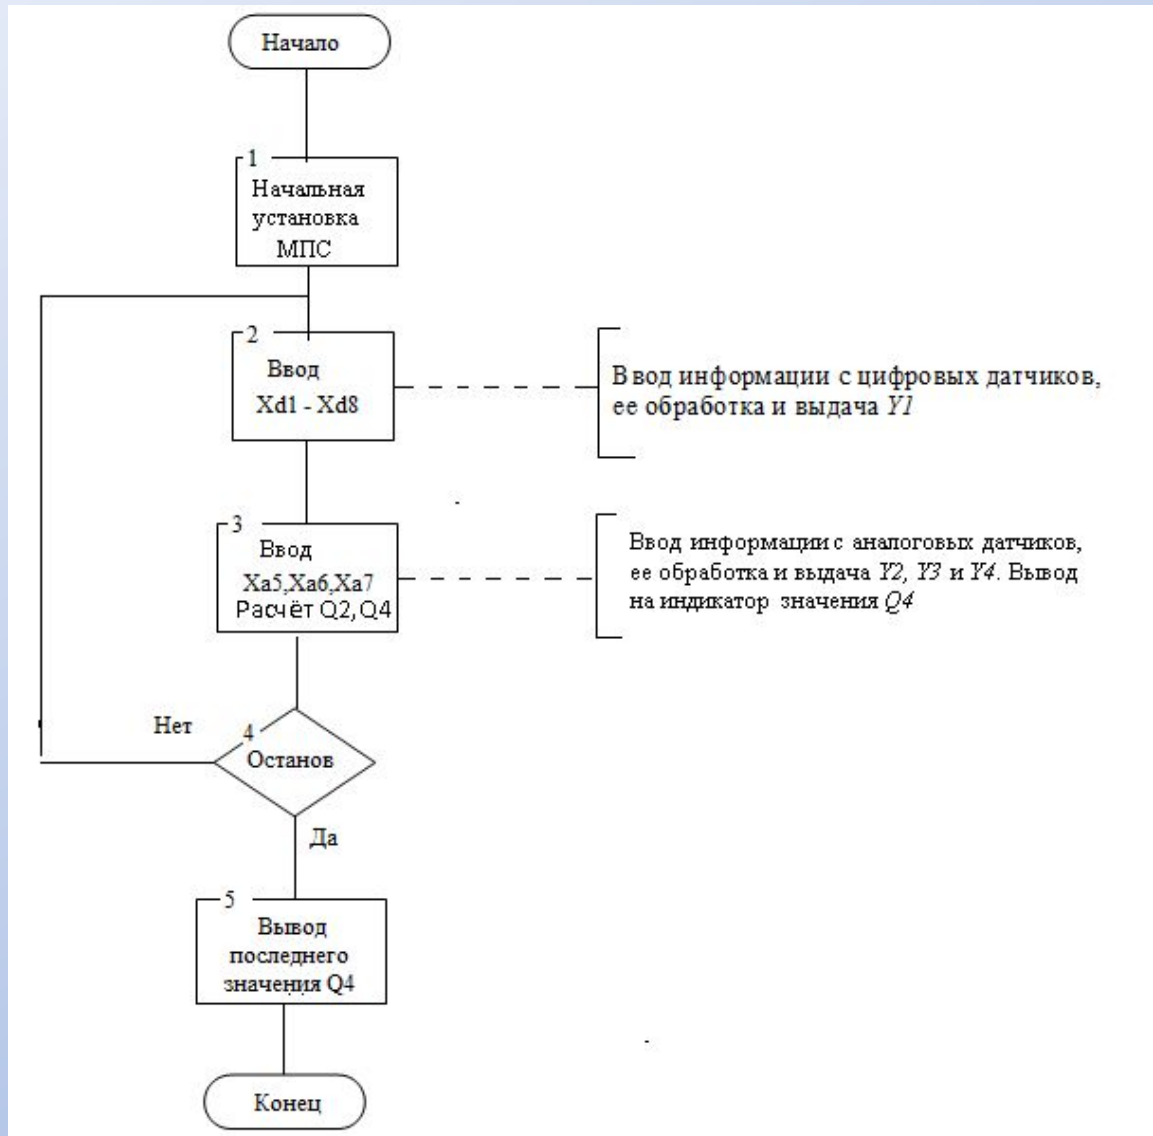 Начало
1
Начальная
установка
МПС
2
Ввод
Xd1 - Xd8
Ввод информации с цифровых датчиков,
ее обработка и выдача Y1
3
Ввод
Xa5,Xa6,Xa7
Расчёт Q2,Q4
Ввод информации с аналоговых датчиков,
ее обработка и выдача Y2, Y3 и Y4. Вывод
на индикатор значения Q4
Нет
4
Останов
Да
5
Вывод
последнего
значения Q4
Конец